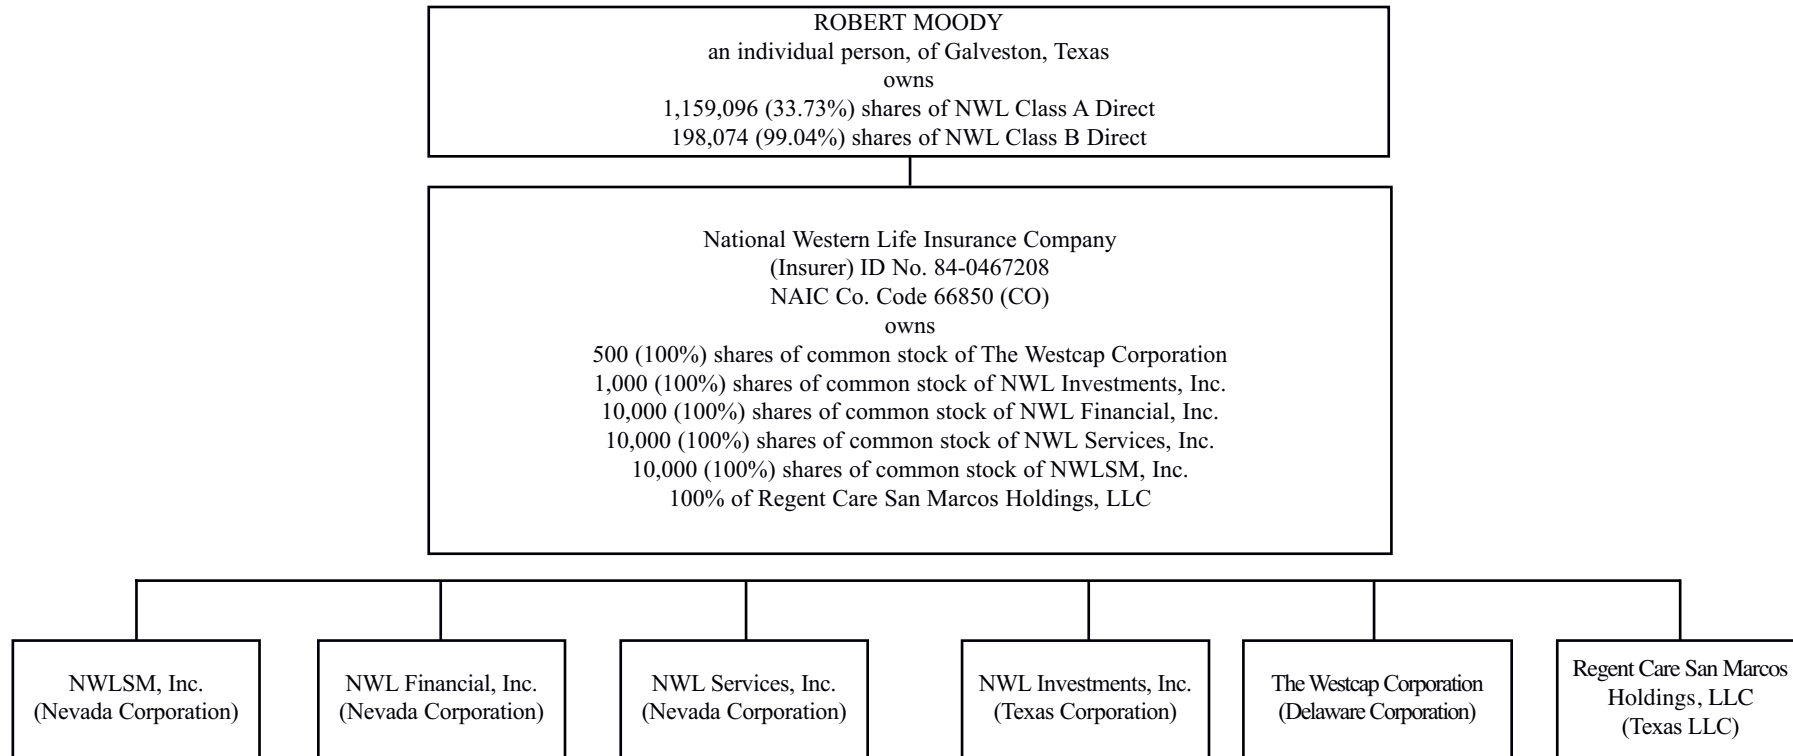 ROBERT MOODY
an individual person, of Galveston, Texas
owns
1,159,096 (33.73%) shares of NWL Class A Direct
198,074 (99.04%) shares of NWL Class B Direct
National Western Life Insurance Company
(Insurer) ID No. 84-0467208
NAIC Co. Code 66850 (CO)
owns
500 (100%) shares of common stock of The Westcap Corporation
1,000 (100%) shares of common stock of NWL Investments, Inc.
10,000 (100%) shares of common stock of NWL Financial, Inc.
10,000 (100%) shares of common stock of NWL Services, Inc.
10,000 (100%) shares of common stock of NWLSM, Inc.
100% of Regent Care San Marcos Holdings, LLC
NWLSM, Inc.
(Nevada Corporation)
NWL Financial, Inc.
(Nevada Corporation)
NWL Services, Inc.
(Nevada Corporation)
NWL Investments, Inc.
(Texas Corporation)
The Westcap Corporation
(Delaware Corporation)
Regent Care San Marcos
Holdings, LLC
(Texas LLC)